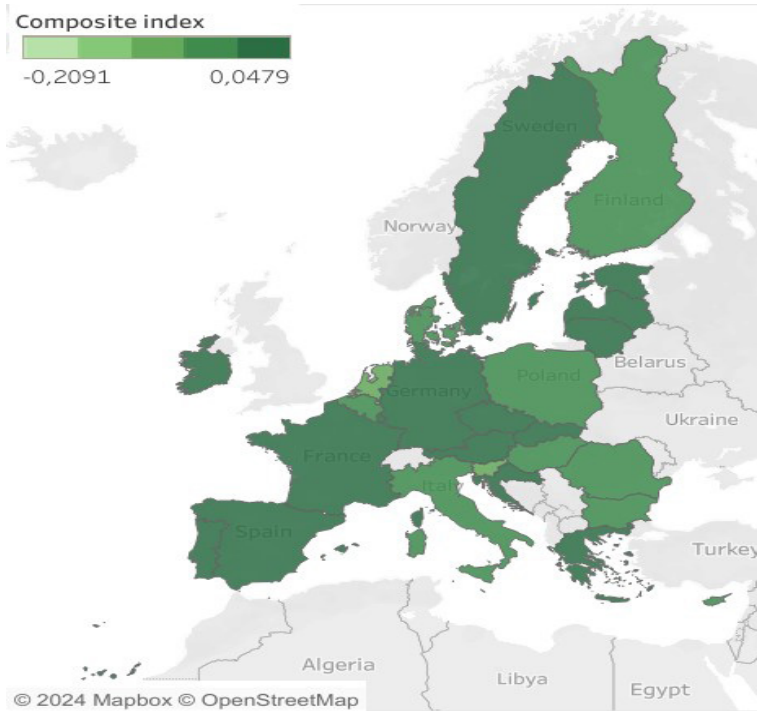 Composite index
-0,2091 0,0479
Sweden
Finland
Norway
Belarus
Poland
Germany
Ukraine
France
Italy
Spain
Turkey
Algeria
Libya
Egypt
© 2024 Mapbox © OpenStreetMap